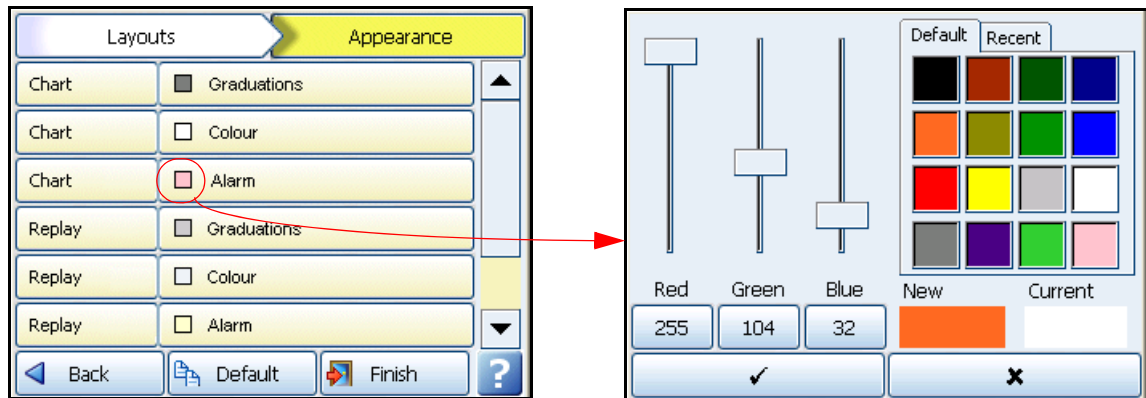 Layouts Appearance
Chart Graduations
Chart Colour
Chart Alarm
Replay Graduations
Replay Colour
Replay Alarm
Back Default Finish ?
Default Recent
Red Green Blue
255 104 32
New Current